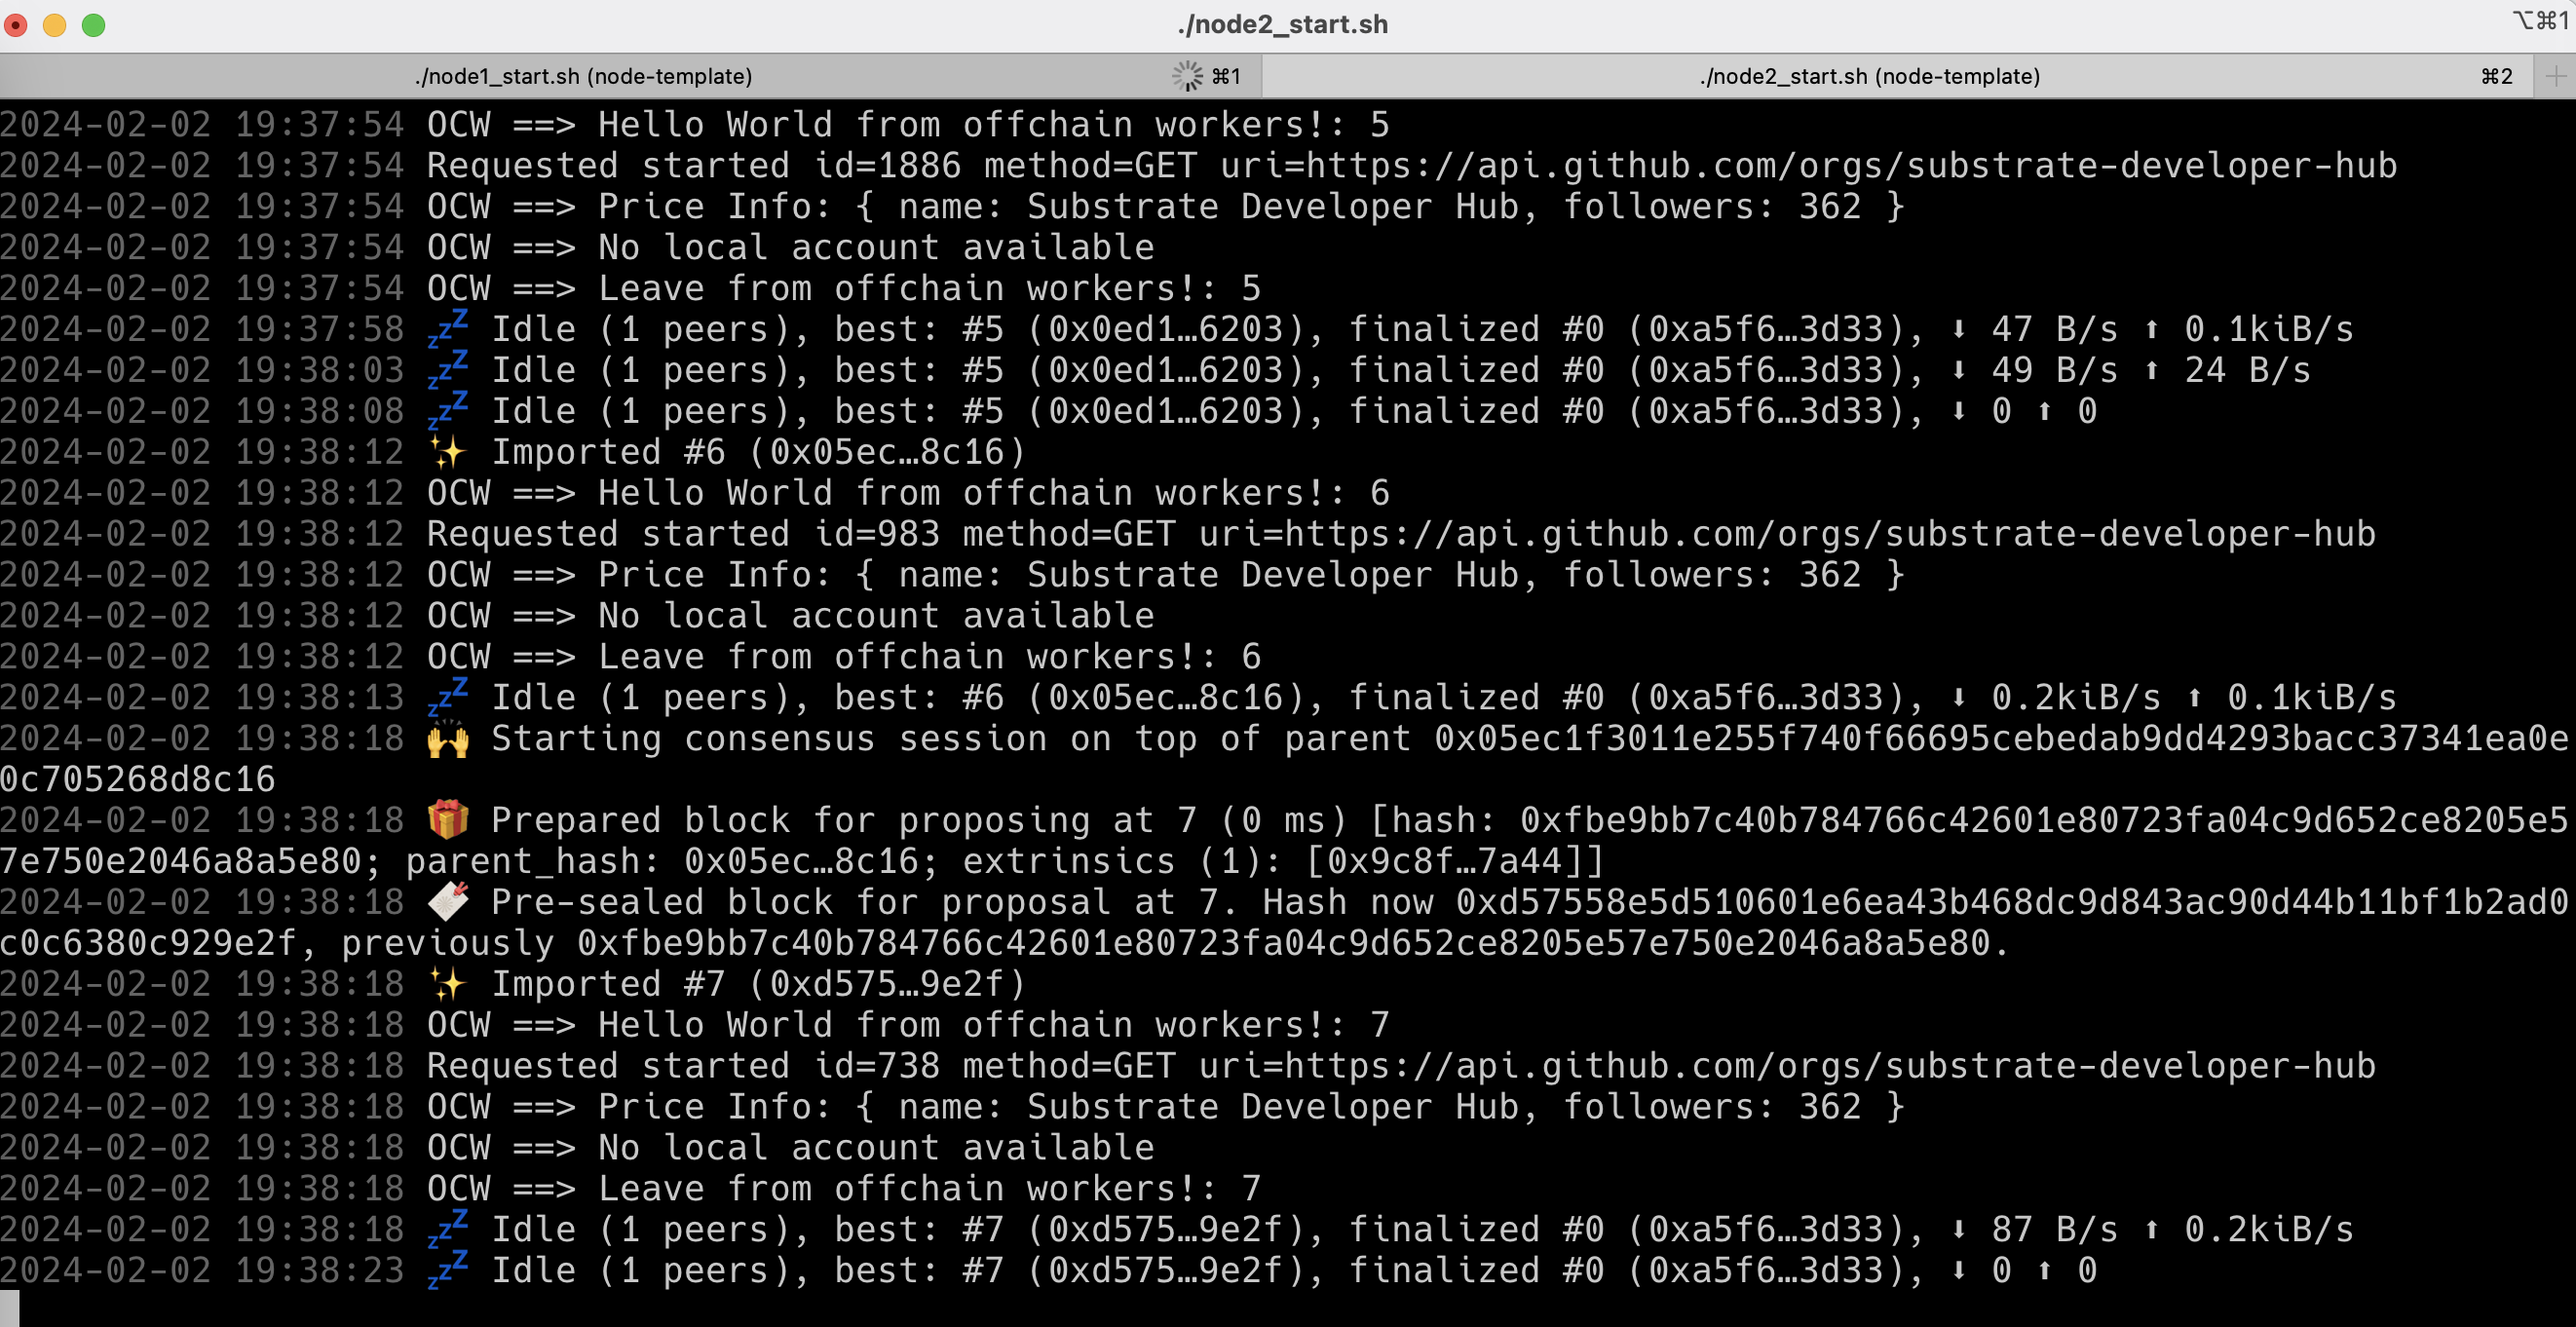 ./node2_start.sh
⌥⌘1
./node1_start.sh (node-template) ⌘1
./node2_start.sh (node-template) ⌘2
2024-02-02 19:37:54 OCW ==> Hello World from offchain workers!: 5
2024-02-02 19:37:54 Requested started id=1886 method=GET uri=https://api.github.com/orgs/substrate-developer-hub
2024-02-02 19:37:54 OCW ==> Price Info: { name: Substrate Developer Hub, followers: 362 }
2024-02-02 19:37:54 OCW ==> No local account available
2024-02-02 19:37:54 OCW ==> Leave from offchain workers!: 5
2024-02-02 19:37:58 💤 Idle (1 peers), best: #5 (0x0ed1…6203), finalized #0 (0xa5f6…3d33), ⬇ 47 B/s ⬆ 0.1kiB/s
2024-02-02 19:38:03 💤 Idle (1 peers), best: #5 (0x0ed1…6203), finalized #0 (0xa5f6…3d33), ⬇ 49 B/s ⬆ 24 B/s
2024-02-02 19:38:08 💤 Idle (1 peers), best: #5 (0x0ed1…6203), finalized #0 (0xa5f6…3d33), ⬇ 0 ⬆ 0
2024-02-02 19:38:12 ✨ Imported #6 (0x05ec…8c16)
2024-02-02 19:38:12 OCW ==> Hello World from offchain workers!: 6
2024-02-02 19:38:12 Requested started id=983 method=GET uri=https://api.github.com/orgs/substrate-developer-hub
2024-02-02 19:38:12 OCW ==> Price Info: { name: Substrate Developer Hub, followers: 362 }
2024-02-02 19:38:12 OCW ==> No local account available
2024-02-02 19:38:12 OCW ==> Leave from offchain workers!: 6
2024-02-02 19:38:13 💤 Idle (1 peers), best: #6 (0x05ec…8c16), finalized #0 (0xa5f6…3d33), ⬇ 0.2kiB/s ⬆ 0.1kiB/s
2024-02-02 19:38:18 🙌 Starting consensus session on top of parent 0x05ec1f3011e255f740f66695cebedab9dd4293bacc37341ea0e
0c705268d8c16
2024-02-02 19:38:18 🎁 Prepared block for proposing at 7 (0 ms) [hash: 0xfbe9bb7c40b784766c42601e80723fa04c9d652ce8205e5
7e750e2046a8a5e80; parent_hash: 0x05ec…8c16; extrinsics (1): [0x9c8f…7a44]]
2024-02-02 19:38:18 🔖 Pre-sealed block for proposal at 7. Hash now 0xd57558e5d510601e6ea43b468dc9d843ac90d44b11bf1b2ad0
c0c6380c929e2f, previously 0xfbe9bb7c40b784766c42601e80723fa04c9d652ce8205e57e750e2046a8a5e80.
2024-02-02 19:38:18 ✨ Imported #7 (0xd575…9e2f)
2024-02-02 19:38:18 OCW ==> Hello World from offchain workers!: 7
2024-02-02 19:38:18 Requested started id=738 method=GET uri=https://api.github.com/orgs/substrate-developer-hub
2024-02-02 19:38:18 OCW ==> Price Info: { name: Substrate Developer Hub, followers: 362 }
2024-02-02 19:38:18 OCW ==> No local account available
2024-02-02 19:38:18 OCW ==> Leave from offchain workers!: 7
2024-02-02 19:38:18 💤 Idle (1 peers), best: #7 (0xd575…9e2f), finalized #0 (0xa5f6…3d33), ⬇ 87 B/s ⬆ 0.2kiB/s
2024-02-02 19:38:23 💤 Idle (1 peers), best: #7 (0xd575…9e2f), finalized #0 (0xa5f6…3d33), ⬇ 0 ⬆ 0